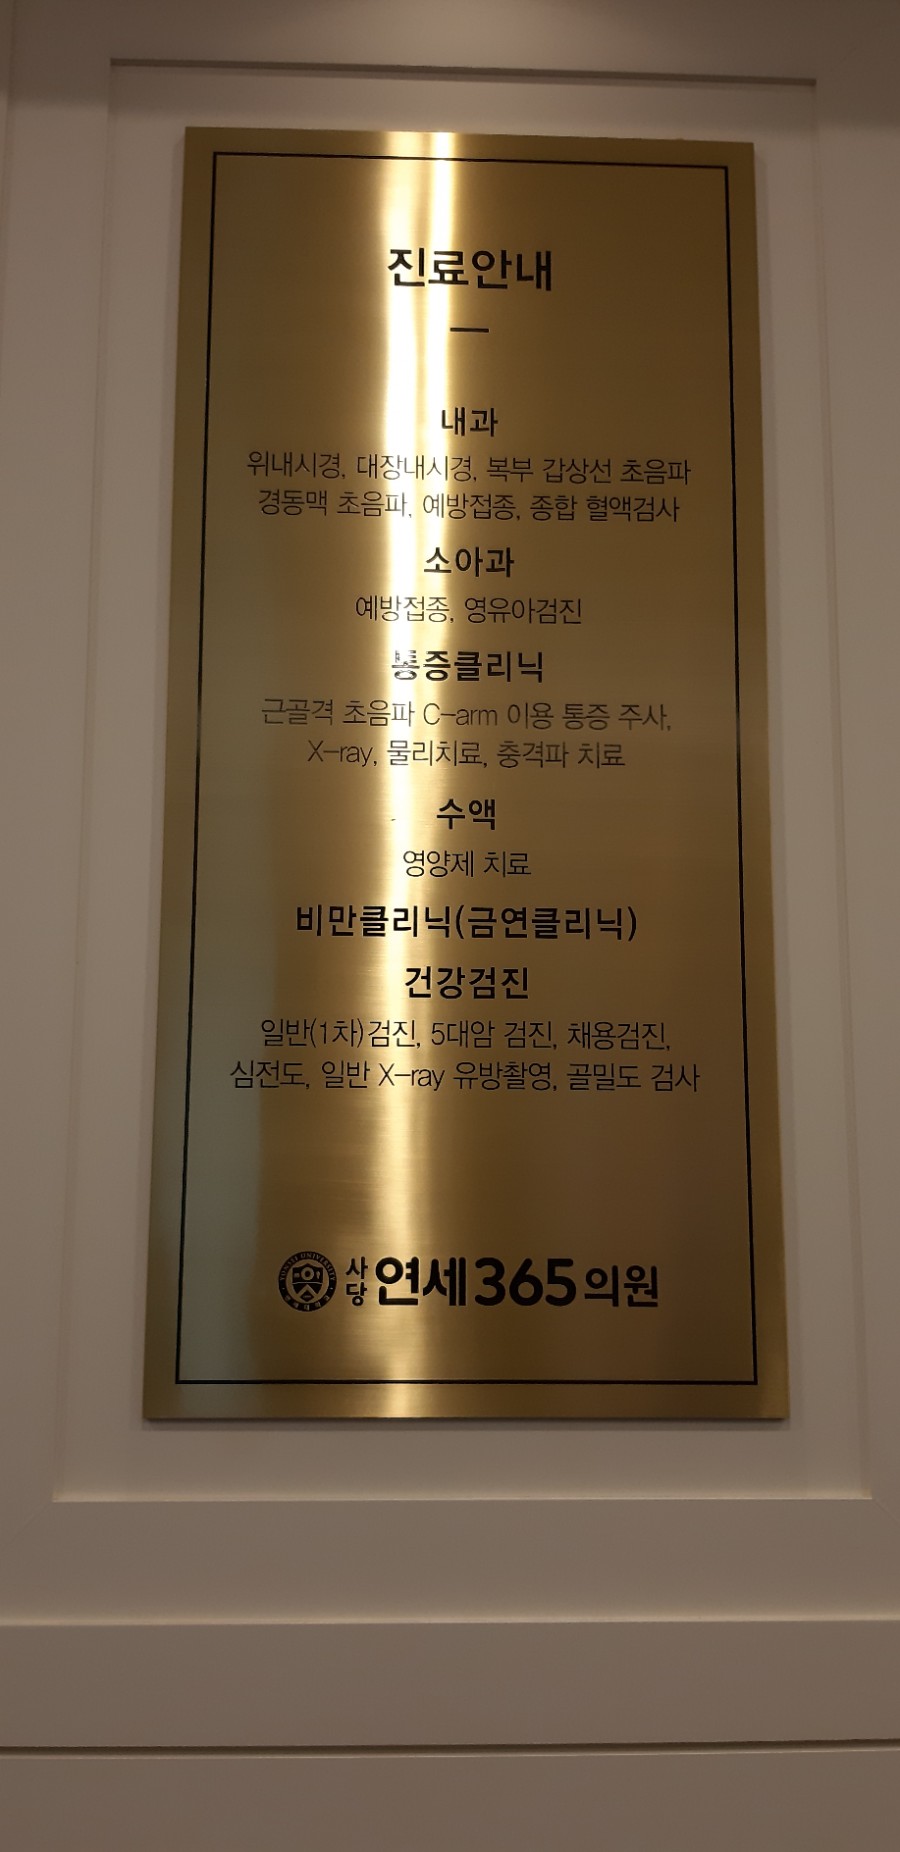 진료안내
내과
위내시경, 대장내시경, 복부 갑상선 초음파
경동맥 초음파, 예방접종, 종합 혈액검사
소아과
예방접종, 영유아검진
통증클리닉
근골격 초음파 C-arm 이용 통증 주사,
X-ray, 물리치료, 충격파 치료
수액
영양제 치료
비만클리닉(금연클리닉)
건강검진
일반(1차)검진, 5대암 검진, 채용검진,
심전도, 일반 X-ray 유방촬영, 골밀도 검사
YONSEI UNIVERSITY
사당 연세365의원